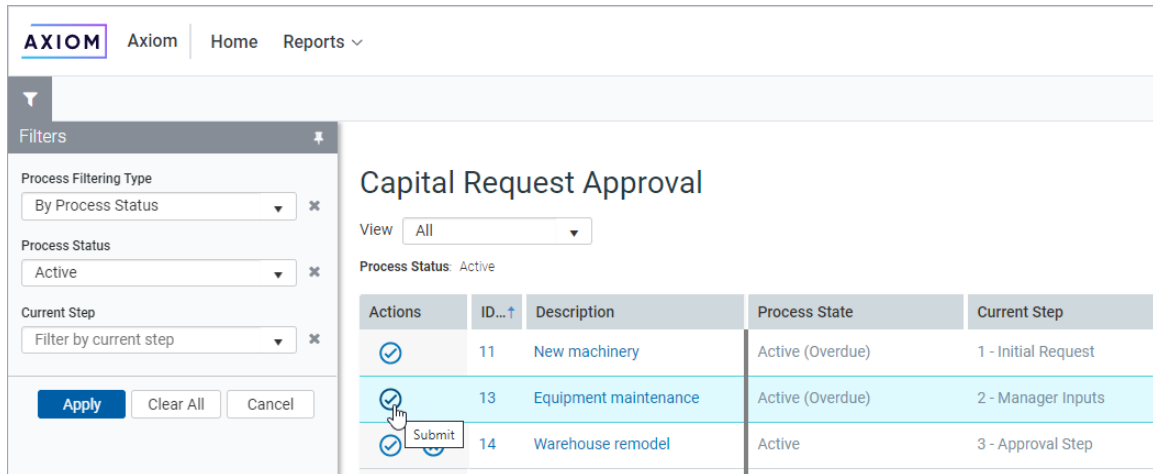 AXIOM Axiom Home Reports
Filters
Process Filtering Type
By Process Status
Process Status
Active
Current Step
Filter by current step
Apply Clear All Cancel
Capital Request Approval
View All
Process Status: Active
Actions ID...↑ Description Process State Current Step
11 New machinery Active (Overdue) 1 - Initial Request
13 Equipment maintenance Active (Overdue) 2 - Manager Inputs
Submit
14 Warehouse remodel Active 3 - Approval Step